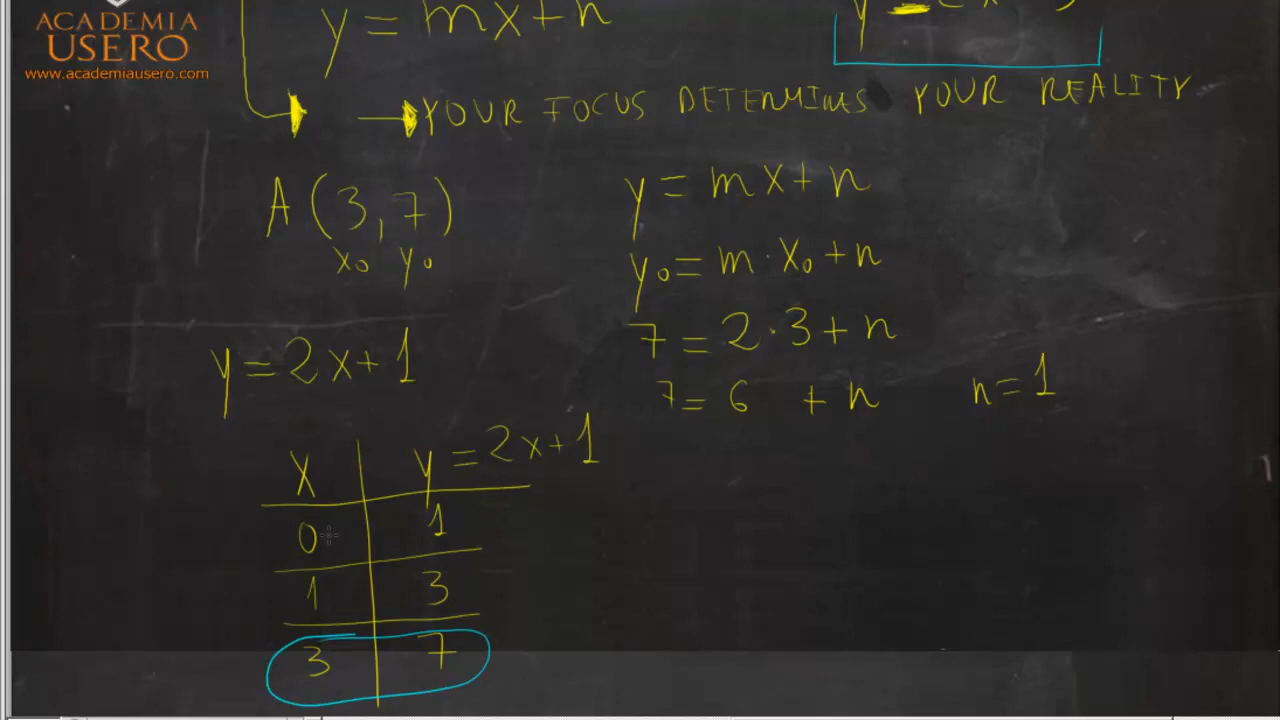 ACADEMIA
USERO
www.academiausero.com
y = mx + n
YOUR FOCUS DETERMINES YOUR REALITY
A (3, 7)
x₀ y₀
y = 2x + 1
y = mx + n
y₀ = m · x₀ + n
7 = 2 · 3 + n
7 = 6 + n n = 1
x y = 2x + 1
0 1
1 3
3 7